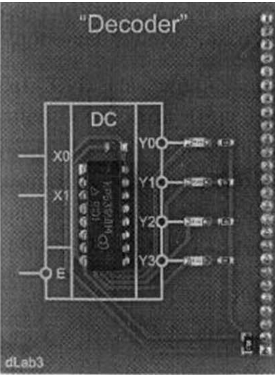 "Decoder"
DC
X0
X1
E
Y0
Y1
Y2
Y3
dLab3